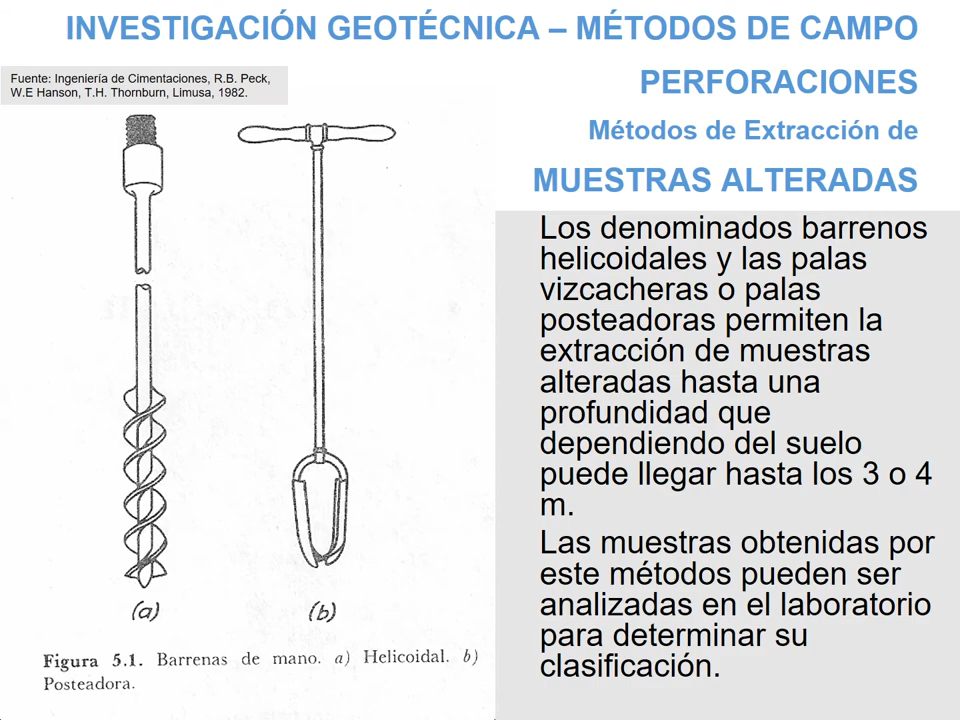 INVESTIGACIÓN GEOTÉCNICA – MÉTODOS DE CAMPO
PERFORACIONES
Métodos de Extracción de
MUESTRAS ALTERADAS
Fuente: Ingeniería de Cimentaciones, R.B. Peck,
W.E Hanson, T.H. Thornburn, Limusa, 1982.
(a)
(b)
Figura 5.1. Barrenas de mano. a) Helicoidal. b)
Posteadora.
Los denominados barrenos
helicoidales y las palas
vizcacheras o palas
posteadoras permiten la
extracción de muestras
alteradas hasta una
profundidad que
dependiendo del suelo
puede llegar hasta los 3 o 4
m.
Las muestras obtenidas por
este métodos pueden ser
analizadas en el laboratorio
para determinar su
clasificación.